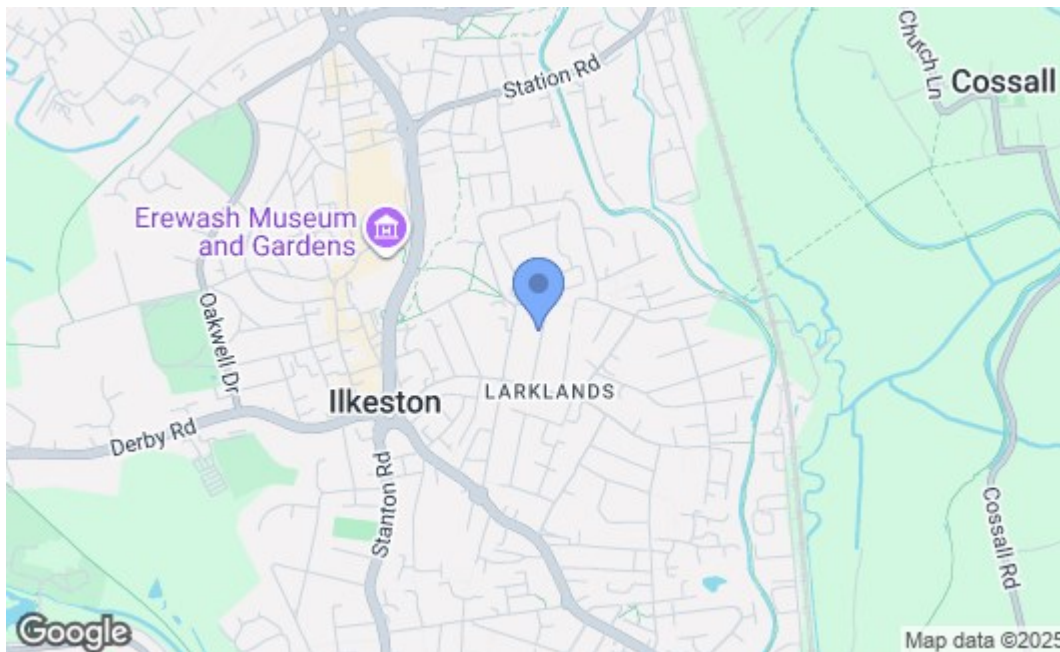 Station Rd
Church Ln
Cossall
Erewash Museum
and Gardens
Oakwell Dr
LARKLANDS
Ilkeston
Derby Rd
Stanton Rd
Cossall Rd
Google
Map data ©2025